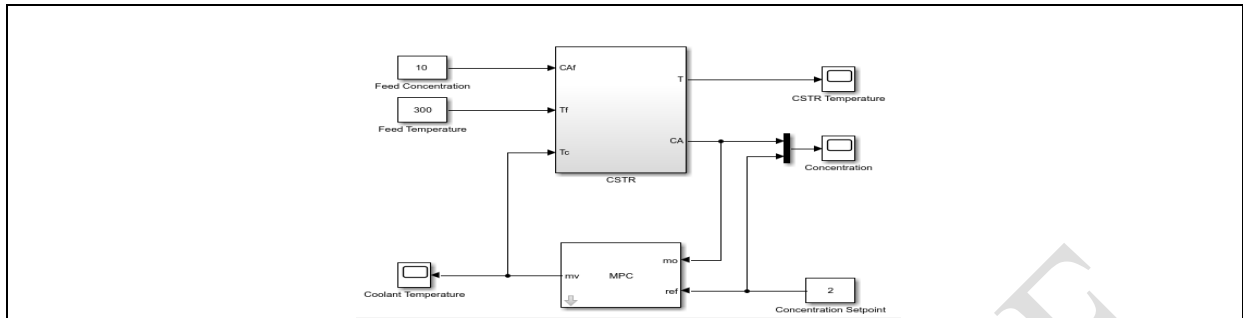 10
Feed Concentration
300
Feed Temperature
CAf
Tf
Tc
T
CA
CSTR
CSTR Temperature
Concentration
Coolant Temperature
mv
MPC
mo
ref
2
Concentration Setpoint